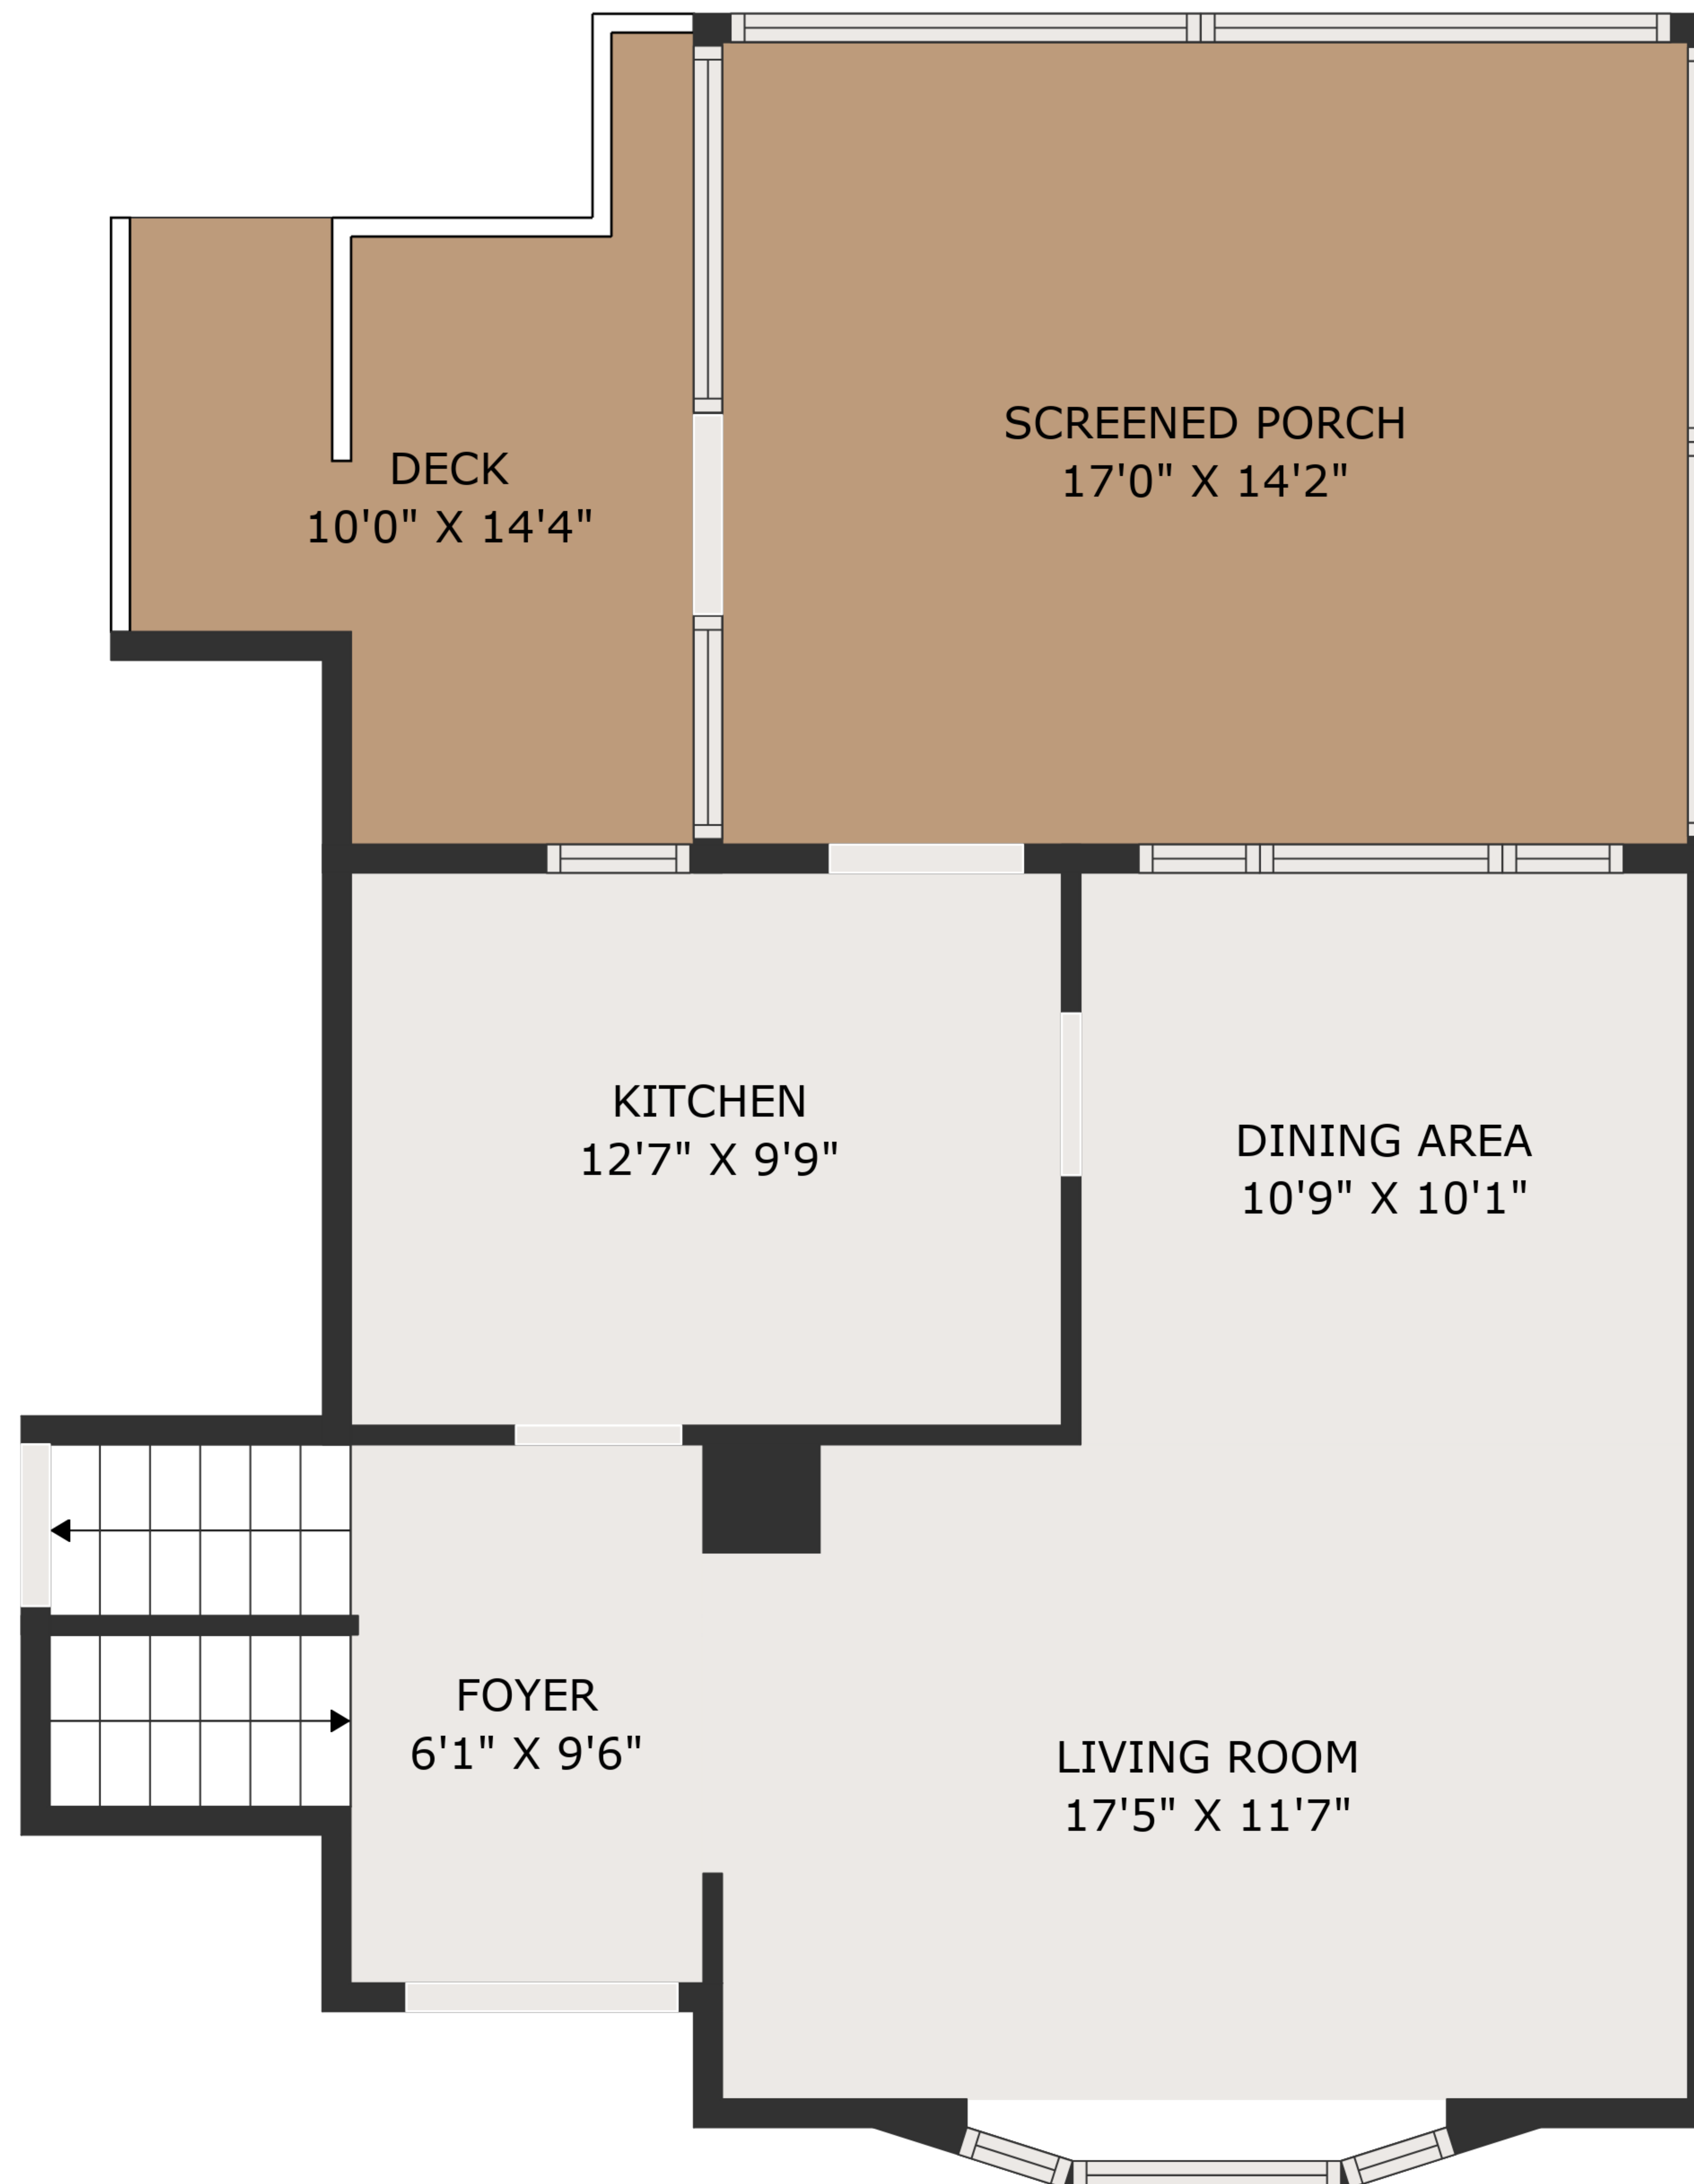 SCREENED PORCH
17'0" X 14'2"
DECK
10'0" X 14'4"
KITCHEN
12'7" X 9'9"
DINING AREA
10'9" X 10'1"
FOYER
6'1" X 9'6"
LIVING ROOM
17'5" X 11'7"